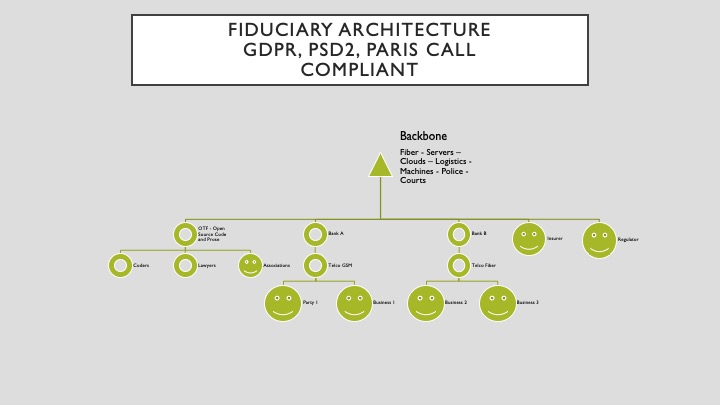 FIDUCIARY ARCHITECTURE
GDPR, PSD2, PARIS CALL
COMPLIANT
Backbone
Fiber - Servers –
Clouds – Logistics -
Machines - Police -
Courts
OTF - Open
Source Code
and Prose
Bank A
Bank B
Insurer
Regulator
Coders
Lawyers
Associations
Telco GSM
Telco Fiber
Party 1
Business 1
Business 2
Business 3